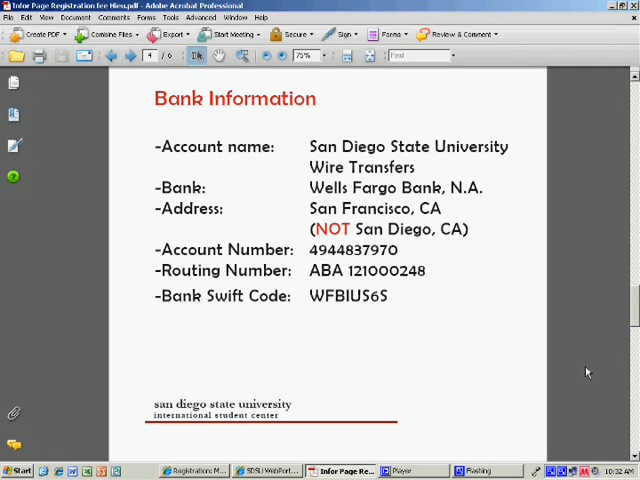 Infor Page Registration fee Hieu.pdf - Adobe Acrobat Professional
File Edit View Document Comments Forms Tools Advanced Window Help
Create PDF Combine Files Export Start Meeting Secure Sign Forms Review & Comment
4 / 6 75% Find
Bank Information
-Account name: San Diego State University
Wire Transfers
-Bank: Wells Fargo Bank, N.A.
-Address: San Francisco, CA
(NOT San Diego, CA)
-Account Number: 4944837970
-Routing Number: ABA 121000248
-Bank Swift Code: WFBIUS6S
san diego state university
international student center
Start Registration: M... SDSU WebPort... Infor Page Re... Player Flashing 10:32 AM